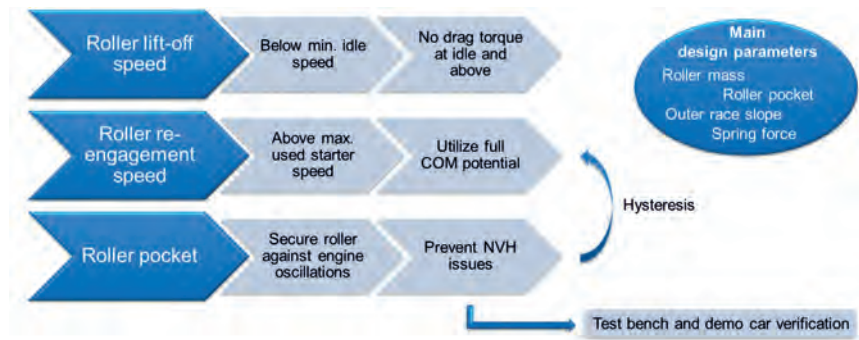 Roller lift-off
speed
Below min. idle
speed
No drag torque
at idle and
above
Main
design parameters
Roller mass
Roller pocket
Outer race slope
Spring force
Roller re-
engagement
speed
Above max.
used starter
speed
Utilize full
COM potential
Hysteresis
Roller pocket
Secure roller
against engine
oscillations
Prevent NVH
issues
Test bench and demo car verification